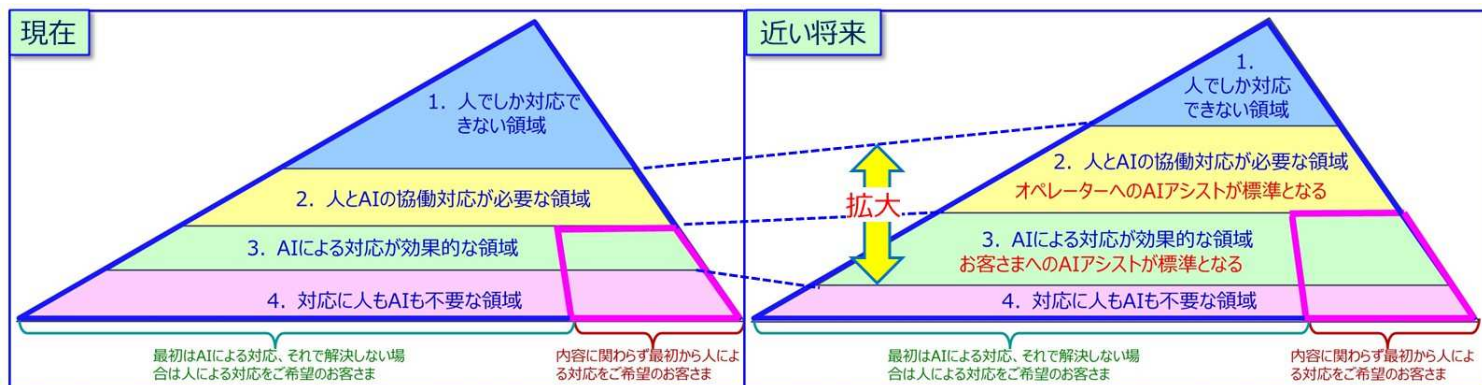 現在
1. 人でしか対応で
きない領域
2. 人とAIの協働対応が必要な領域
3. AIによる対応が効果的な領域
4. 対応に人もAIも不要な領域
最初はAIによる対応、それで解決しない場
合は人による対応をご希望のお客さま
内容に関わらず最初から人によ
る対応をご希望のお客さま
拡大
近い将来
1.
人でしか対応
できない領域
2. 人とAIの協働対応が必要な領域
オペレーターへのAIアシストが標準となる
3. AIによる対応が効果的な領域
お客さまへのAIアシストが標準となる
4. 対応に人もAIも不要な領域
最初はAIによる対応、それで解決しない場
合は人による対応をご希望のお客さま
内容に関わらず最初から人によ
る対応をご希望のお客さま